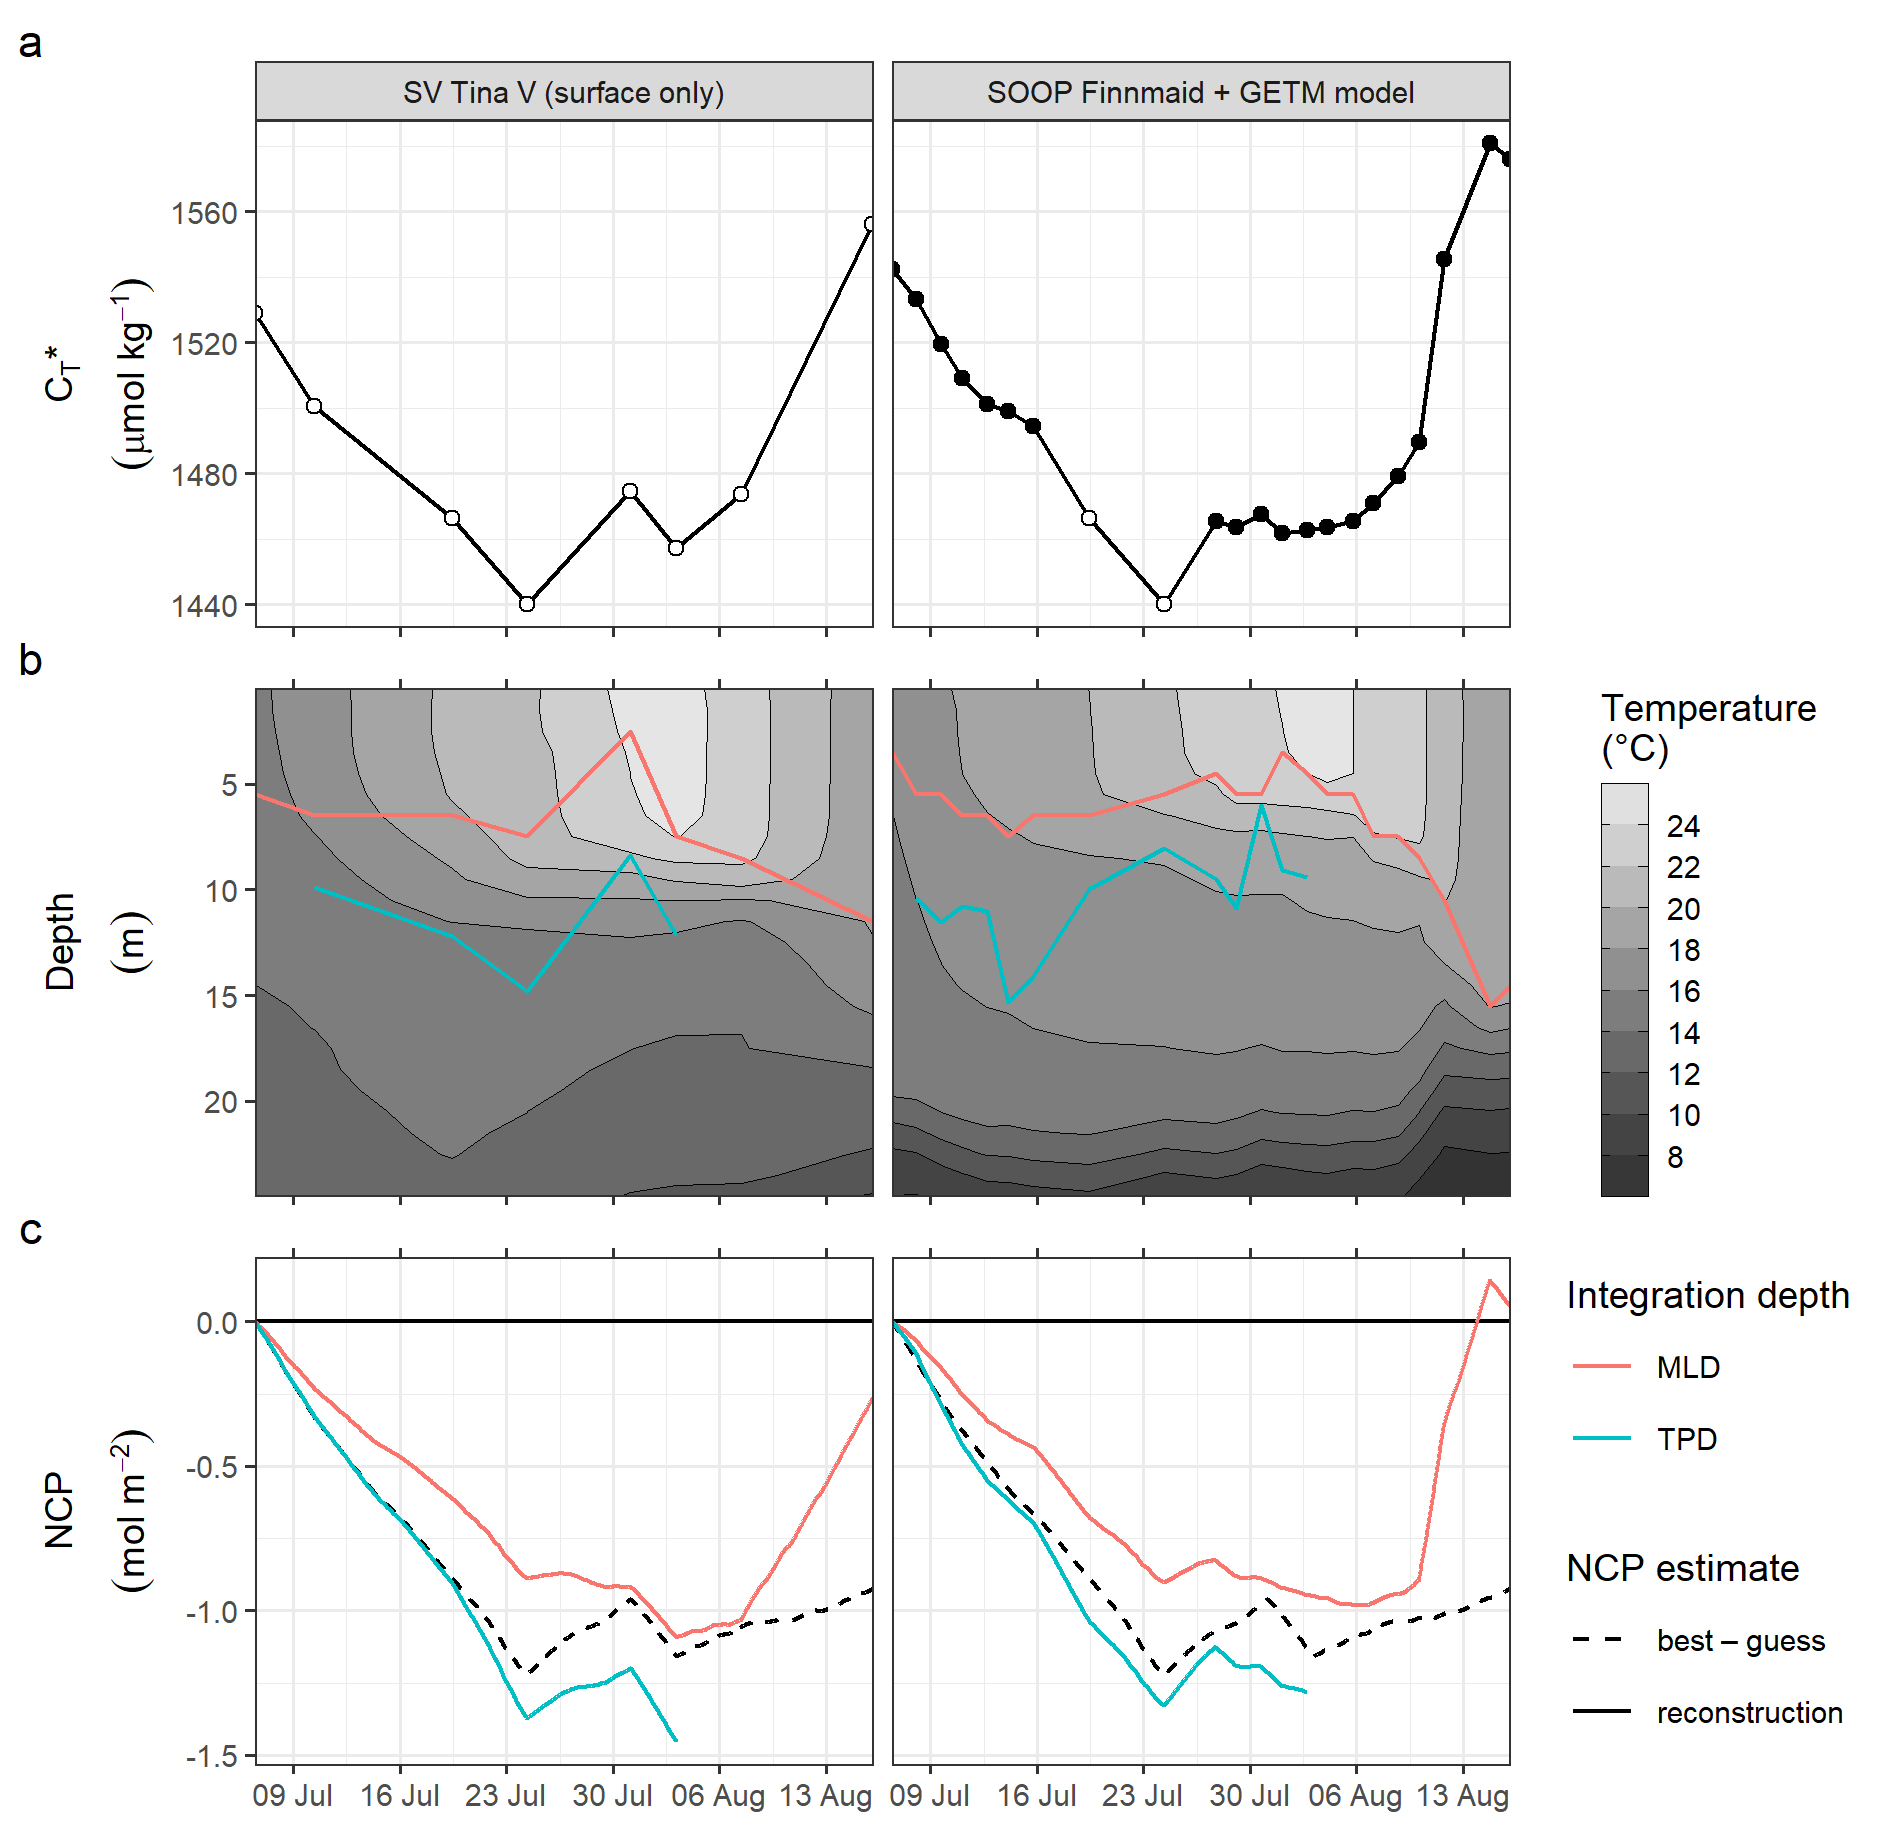 a
SV Tina V (surface only)
SOOP Finnmaid + GETM model
C_T*
(μmol kg⁻¹)
1560
1520
1480
1440
b
Depth
(m)
5
10
15
20
Temperature
(°C)
24
22
20
18
16
14
12
10
8
c
NCP
(mol m⁻²)
0.0
-0.5
-1.0
-1.5
09 Jul 16 Jul 23 Jul 30 Jul 06 Aug 13 Aug
09 Jul 16 Jul 23 Jul 30 Jul 06 Aug 13 Aug
Integration depth
MLD
TPD
NCP estimate
best – guess
reconstruction